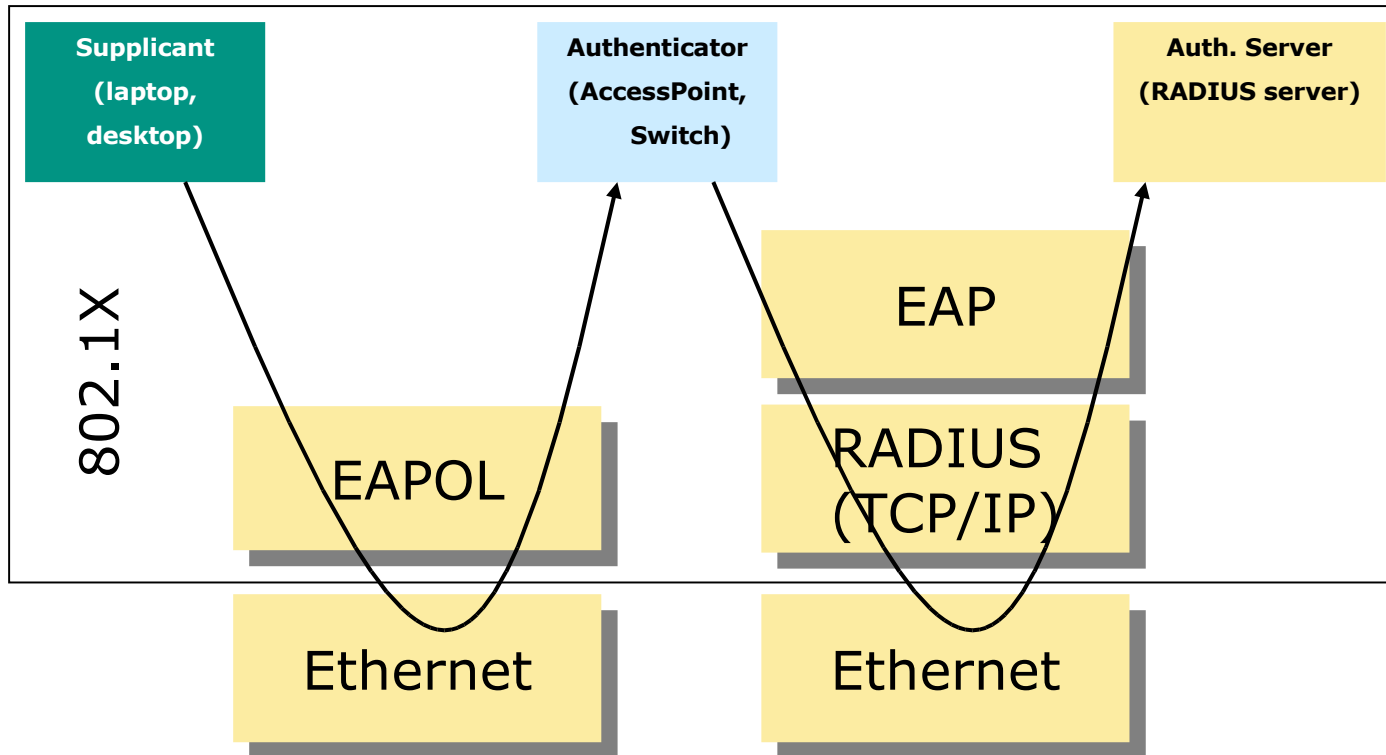 Supplicant
(laptop,
desktop)
Authenticator
(AccessPoint,
Switch)
Auth. Server
(RADIUS server)
802.1X
EAP
EAPOL
RADIUS
(TCP/IP)
Ethernet
Ethernet